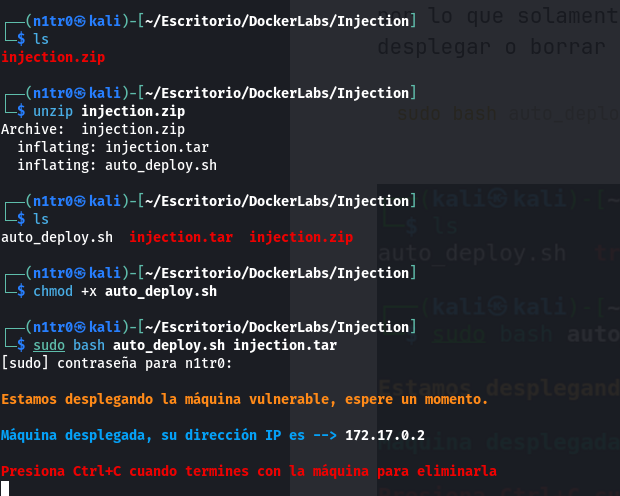 ┌──(n1tr0㉿kali)-[~/Escritorio/DockerLabs/Injection]
└─$ ls
injection.zip
┌──(n1tr0㉿kali)-[~/Escritorio/DockerLabs/Injection]
└─$ unzip injection.zip
Archive:  injection.zip
  inflating: injection.tar
  inflating: auto_deploy.sh
┌──(n1tr0㉿kali)-[~/Escritorio/DockerLabs/Injection]
└─$ ls
auto_deploy.sh  injection.tar  injection.zip
┌──(n1tr0㉿kali)-[~/Escritorio/DockerLabs/Injection]
└─$ chmod +x auto_deploy.sh
┌──(n1tr0㉿kali)-[~/Escritorio/DockerLabs/Injection]
└─$ sudo bash auto_deploy.sh injection.tar
[sudo] contraseña para n1tr0:
Estamos desplegando la máquina vulnerable, espere un momento.
Máquina desplegada, su dirección IP es --> 172.17.0.2
Presiona Ctrl+C cuando termines con la máquina para eliminarla
lo que solament
desplegar o borrar
sudo bash auto_deplo
(kali㉿kali)-[~
ls
auto_deploy.sh
(kali㉿kali)-[~
sudo bash auto
Estamos desplegand
Máquina desplegada